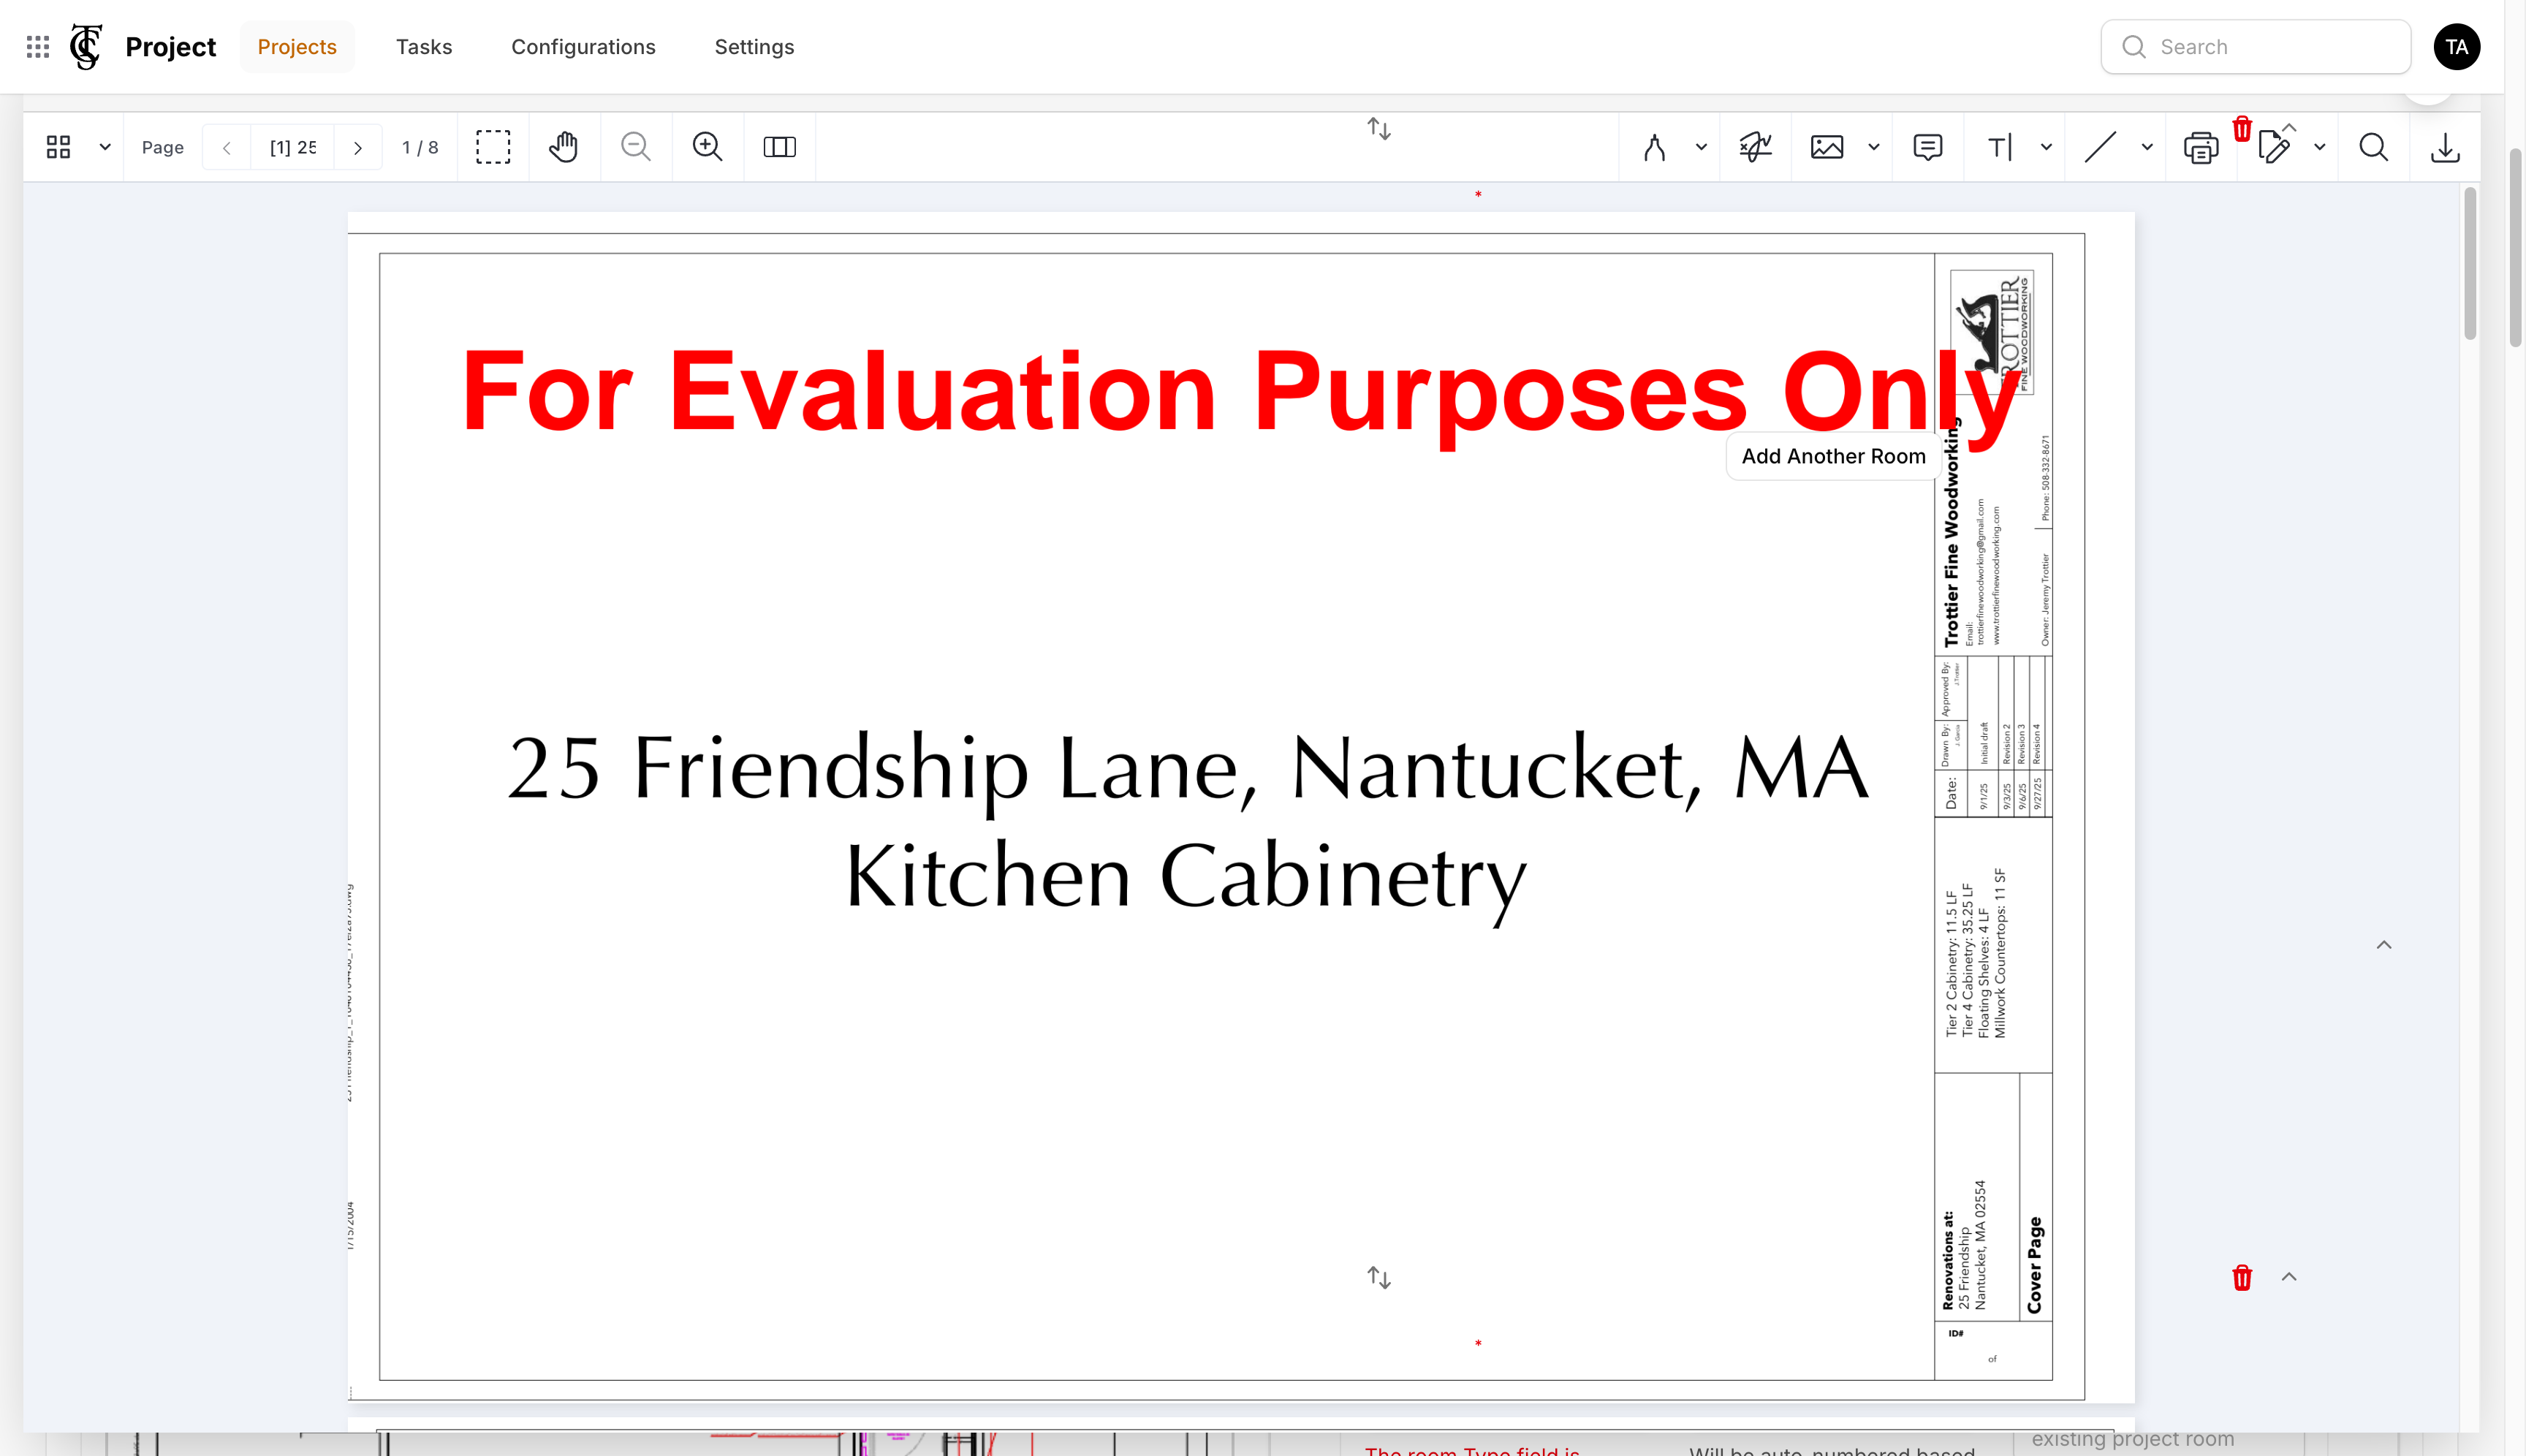 Project
Projects
Tasks
Configurations
Settings
Search
TA
Page
[1] 25
1 / 8
*
For Evaluation Purposes Only
Add Another Room
25 Friendship Lane, Nantucket, MA
Kitchen Cabinetry
TROTTIER
FINE WOODWORKING
Trottier Fine Woodworking
Email:
trottierfinewoodworking@gmail.com
www.trottierfinewoodworking.com
Owner: Jeremy Trottier
Phone: 508-332-8671
Date:
Drawn By:
J. Garcia
Approved By:
J.Trottier
9/1/25 Initial draft
9/3/25 Revision 2
9/6/25 Revision 3
9/27/25 Revision 4
Tier 2 Cabinetry: 11.5 LF
Tier 4 Cabinetry: 35.25 LF
Floating Shelves: 4 LF
Millwork Countertops: 11 SF
Renovations at:
25 Friendship
Nantucket, MA 02554
Cover Page
ID#
of
1/15/2004
*
The room Type field is
Will be auto-numbered based
existing project room